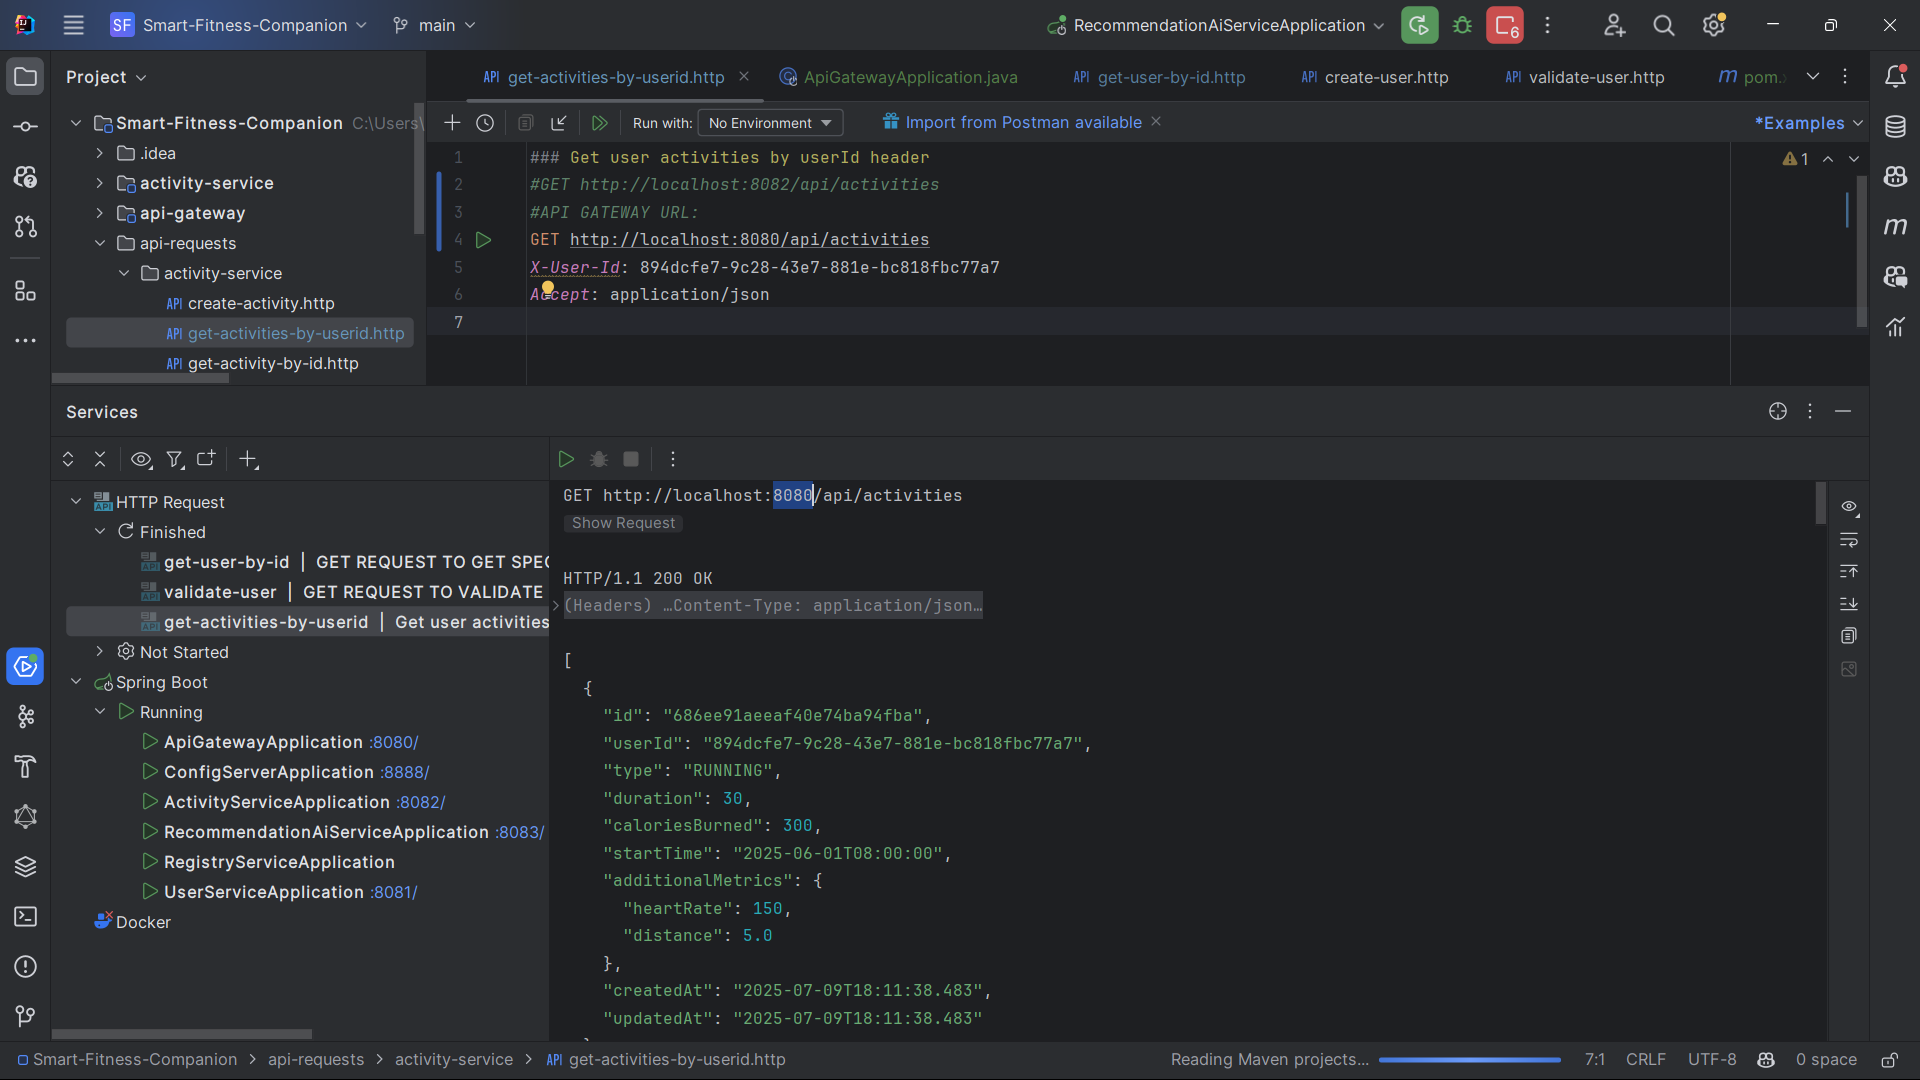 SF Smart-Fitness-Companion main RecommendationAiServiceApplication 6
Project
get-activities-by-userid.http ApiGatewayApplication.java get-user-by-id.http create-user.http validate-user.http pom.
Run with: No Environment Import from Postman available *Examples
Smart-Fitness-Companion C:\Users\
.idea
activity-service
api-gateway
api-requests
activity-service
create-activity.http
get-activities-by-userid.http
get-activity-by-id.http
1 ### Get user activities by userId header
2 #GET http://localhost:8082/api/activities
3 #API GATEWAY URL:
4 GET http://localhost:8080/api/activities
5 X-User-Id: 894dcfe7-9c28-43e7-881e-bc818fbc77a7
6 Accept: application/json
7
1
Services
HTTP Request
Finished
get-user-by-id | GET REQUEST TO GET SPEC
validate-user | GET REQUEST TO VALIDATE
get-activities-by-userid | Get user activities
Not Started
Spring Boot
Running
ApiGatewayApplication :8080/
ConfigServerApplication :8888/
ActivityServiceApplication :8082/
RecommendationAiServiceApplication :8083/
RegistryServiceApplication
UserServiceApplication :8081/
Docker
GET http://localhost:8080/api/activities
Show Request
HTTP/1.1 200 OK
(Headers) …Content-Type: application/json…
[
{
"id": "686ee91aeeaf40e74ba94fba",
"userId": "894dcfe7-9c28-43e7-881e-bc818fbc77a7",
"type": "RUNNING",
"duration": 30,
"caloriesBurned": 300,
"startTime": "2025-06-01T08:00:00",
"additionalMetrics": {
"heartRate": 150,
"distance": 5.0
},
"createdAt": "2025-07-09T18:11:38.483",
"updatedAt": "2025-07-09T18:11:38.483"
Smart-Fitness-Companion > api-requests > activity-service > API get-activities-by-userid.http Reading Maven projects... 7:1 CRLF UTF-8 0 space